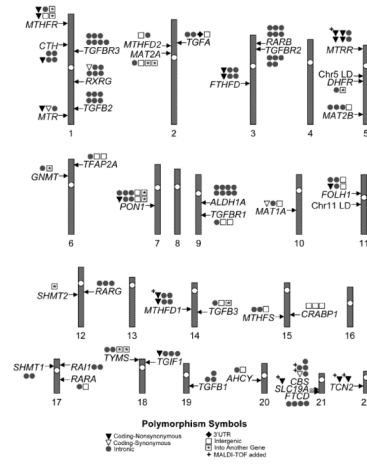 MTHFR
CTH
TGFBR3
RXRG
MTR
TGFB2
1
MTHFD2
MAT2A
TGFA
2
RARB
TGFBR2
FTHFD
3
4
MTRR
Chr5 LD
DHFR
MAT2B
5
TFAP2A
GNMT
6
PON1
7
8
ALDH1A
TGFBR1
9
MAT1A
10
FOLH1
Chr11 LD
11
SHMT2
RARG
12
13
MTHFD1
TGFB3
14
MTHFS
CRABP1
15
16
SHMT1
RAI1
RARA
17
TYMS
TGIF1
18
TGFB1
19
AHCY
20
CBS
SLC19A
FTCD
21
TCN2
Polymorphism Symbols
Coding-Nonsynonymous
Coding-Synonymous
Intronic
3'UTR
Intergenic
Into Another Gene
MALDI-TOF added